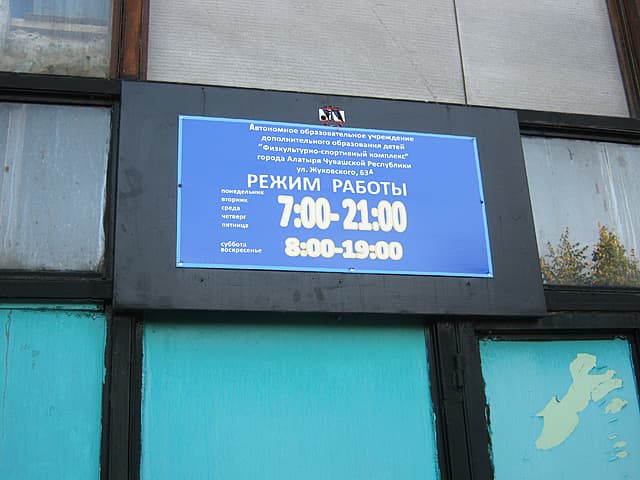 Автономное образовательное учреждение
дополнительного образования детей
"Физкультурно-спортивный комплекс"
города Алатыря Чувашской Республики
ул. Жуковского, 63А
РЕЖИМ РАБОТЫ
понедельник
вторник
среда
четверг
пятница
7:00-21:00
суббота
воскресенье
8:00-19:00